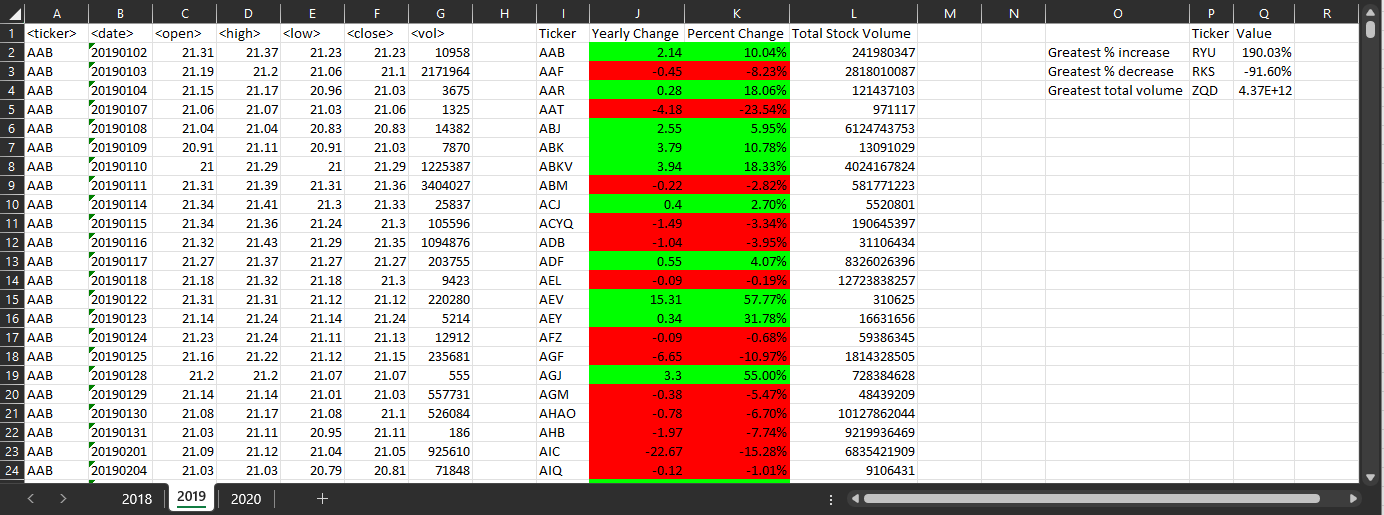 A B C D E F G H I J K L M N O P Q R
1 <ticker> <date> <open> <high> <low> <close> <vol> Ticker Yearly Change Percent Change Total Stock Volume Ticker Value
2 AAB 20190102 21.31 21.37 21.23 21.23 10958 AAB 2.14 10.04% 241980347 Greatest % increase RYU 190.03%
3 AAB 20190103 21.19 21.2 21.06 21.1 2171964 AAF -0.45 -8.23% 2818010087 Greatest % decrease RKS -91.60%
4 AAB 20190104 21.15 21.17 20.96 21.03 3675 AAR 0.28 18.06% 121437103 Greatest total volume ZQD 4.37E+12
5 AAB 20190107 21.06 21.07 21.03 21.06 1325 AAT -4.18 -23.54% 971117
6 AAB 20190108 21.04 21.04 20.83 20.83 14382 ABJ 2.55 5.95% 6124743753
7 AAB 20190109 20.91 21.11 20.91 21.03 7870 ABK 3.79 10.78% 13091029
8 AAB 20190110 21 21.29 21 21.29 1225387 ABKV 3.94 18.33% 4024167824
9 AAB 20190111 21.31 21.39 21.31 21.36 3404027 ABM -0.22 -2.82% 581771223
10 AAB 20190114 21.34 21.41 21.3 21.33 25837 ACJ 0.4 2.70% 5520801
11 AAB 20190115 21.34 21.36 21.24 21.3 105596 ACYQ -1.49 -3.34% 190645397
12 AAB 20190116 21.32 21.43 21.29 21.35 1094876 ADB -1.04 -3.95% 31106434
13 AAB 20190117 21.27 21.37 21.27 21.27 203755 ADF 0.55 4.07% 8326026396
14 AAB 20190118 21.18 21.32 21.18 21.3 9423 AEL -0.09 -0.19% 12723838257
15 AAB 20190122 21.31 21.31 21.12 21.12 220280 AEV 15.31 57.77% 310625
16 AAB 20190123 21.14 21.24 21.14 21.24 5214 AEY 0.34 31.78% 16631656
17 AAB 20190124 21.23 21.24 21.11 21.13 12912 AFZ -0.09 -0.68% 59386345
18 AAB 20190125 21.16 21.22 21.12 21.15 235681 AGF -6.65 -10.97% 1814328505
19 AAB 20190128 21.2 21.2 21.07 21.07 555 AGJ 3.3 55.00% 728384628
20 AAB 20190129 21.14 21.14 21.01 21.03 557731 AGM -0.38 -5.47% 48439209
21 AAB 20190130 21.08 21.17 21.08 21.1 526084 AHAO -0.78 -6.70% 10127862044
22 AAB 20190131 21.03 21.11 20.95 21.11 186 AHB -1.97 -7.74% 9219936469
23 AAB 20190201 21.09 21.12 21.04 21.05 925610 AIC -22.67 -15.28% 6835421909
24 AAB 20190204 21.03 21.03 20.79 20.81 71848 AIQ -0.12 -1.01% 9106431
2018 2019 2020